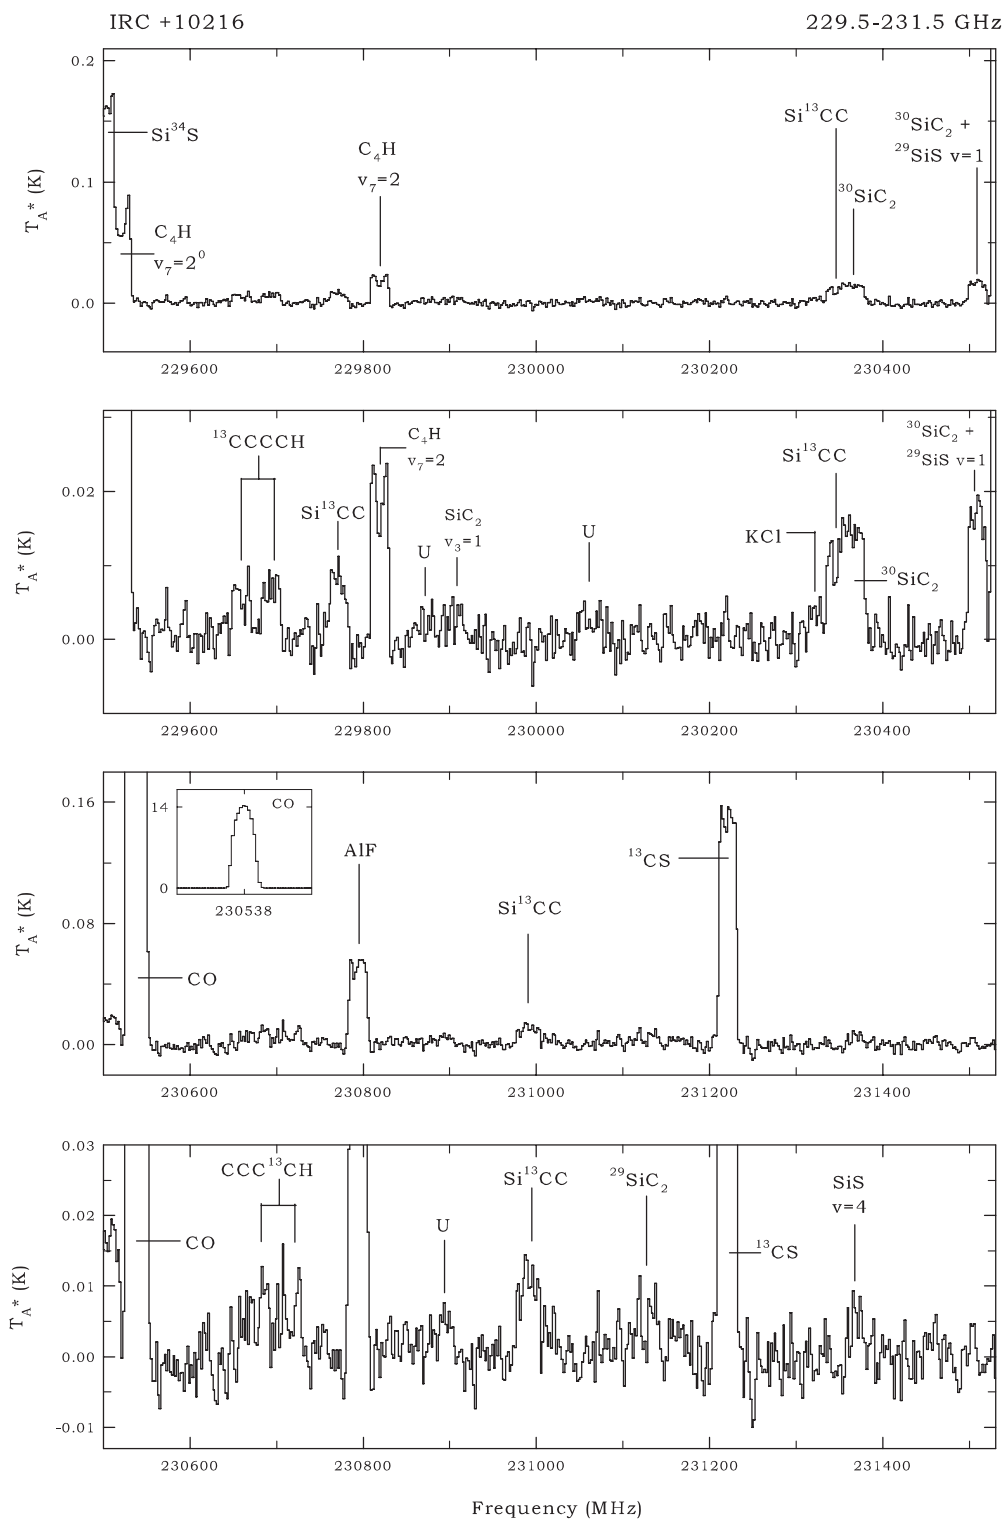 IRC +10216 229.5-231.5 GHz
0.2
0.1
0.0
T_A* (K)
Si³⁴S
C₄H
v₇=2⁰
C₄H
v₇=2
Si¹³CC
³⁰SiC₂
³⁰SiC₂ +
²⁹SiS v=1
229600 229800 230000 230200 230400
0.02
0.01
0.00
T_A* (K)
¹³CCCCH
Si¹³CC
C₄H
v₇=2
U
SiC₂
v₃=1
U
KCl
Si¹³CC
³⁰SiC₂
³⁰SiC₂ +
²⁹SiS v=1
229600 229800 230000 230200 230400
0.16
0.08
0.00
T_A* (K)
CO
14
0
CO
230538
AlF
Si¹³CC
¹³CS
230600 230800 231000 231200 231400
0.03
0.02
0.01
0.00
-0.01
T_A* (K)
CO
CCC¹³CH
U
Si¹³CC
²⁹SiC₂
¹³CS
SiS
v=4
230600 230800 231000 231200 231400
Frequency (MHz)